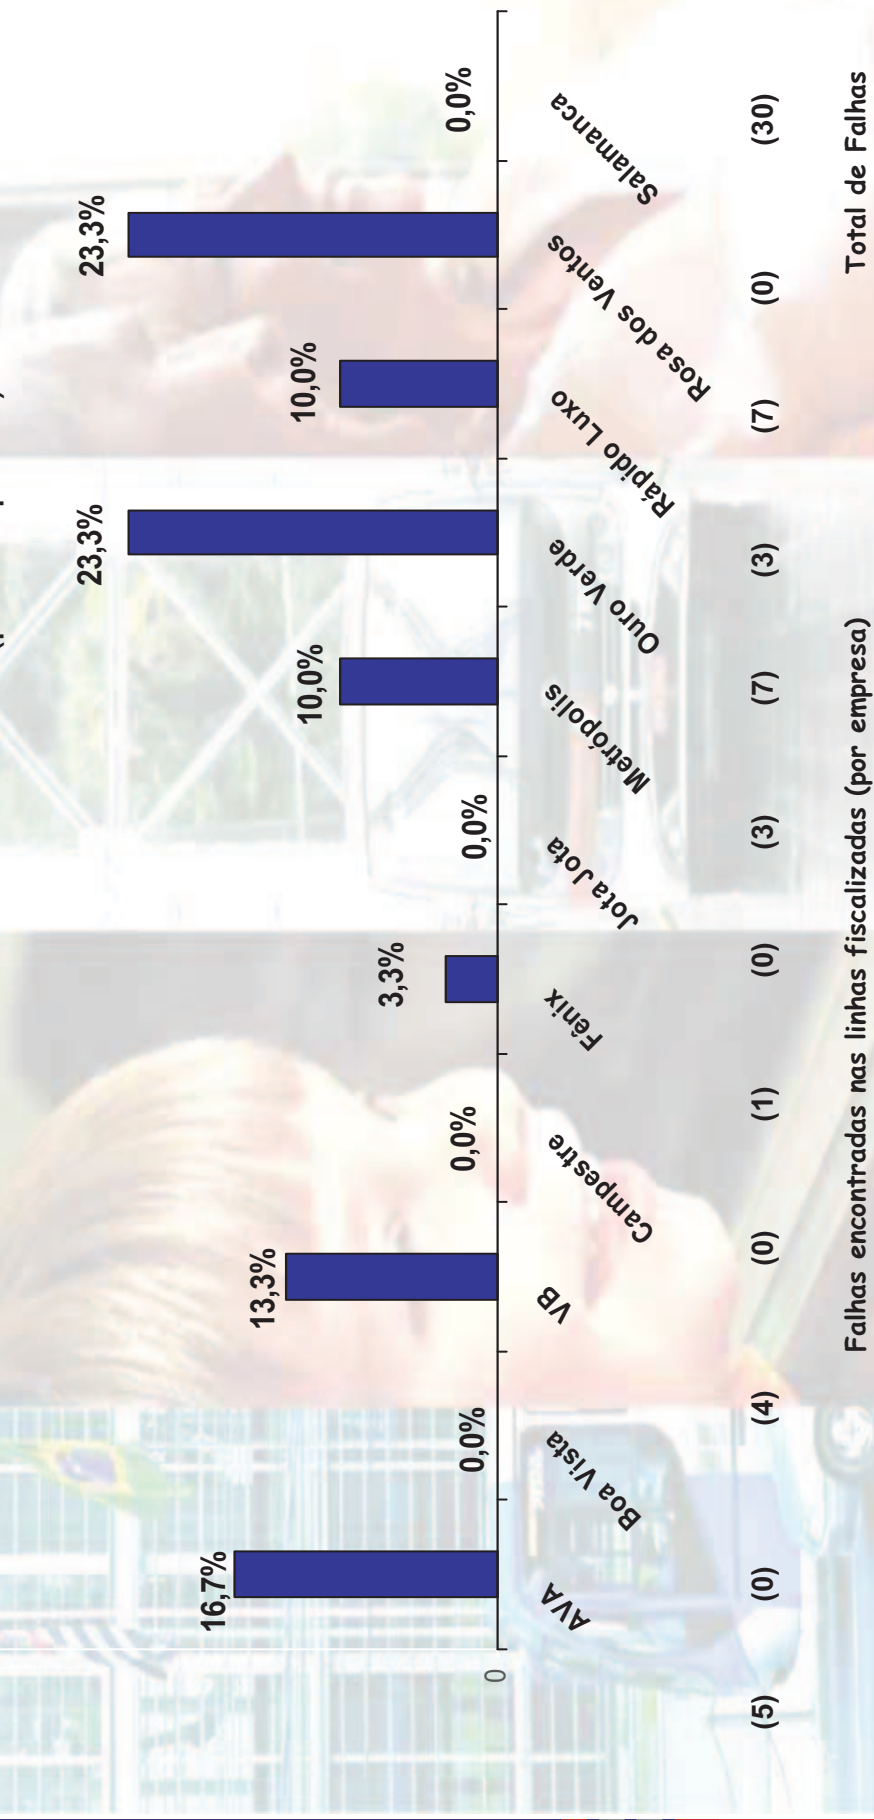 16,7%
0,0%
13,3%
0,0%
3,3%
0,0%
10,0%
23,3%
10,0%
23,3%
0,0%
0
AVA
Boa Vista
VB
Campestre
Fênix
Jota Jota
Metrópolis
Ouro Verde
Rápido Luxo
Rosa dos Ventos
Salamanca
(5) (0) (4) (0) (1) (0) (3) (7) (3) (7) (0) (30)
Falhas encontradas nas linhas fiscalizadas (por empresa) Total de Falhas